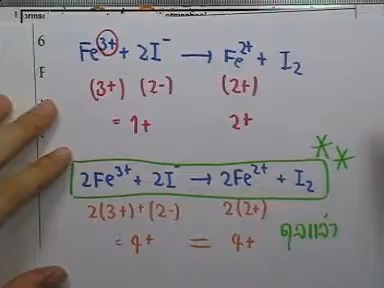 6
Fe³⁺ + 2I⁻ → Fe²⁺ + I₂
(3+) (2-) (2+)
= 1+ 2+
2Fe³⁺ + 2I⁻ → 2Fe²⁺ + I₂ **
2(3+)+(2-) 2(2+)
= 4+ = 4+ ดุลแล้ว